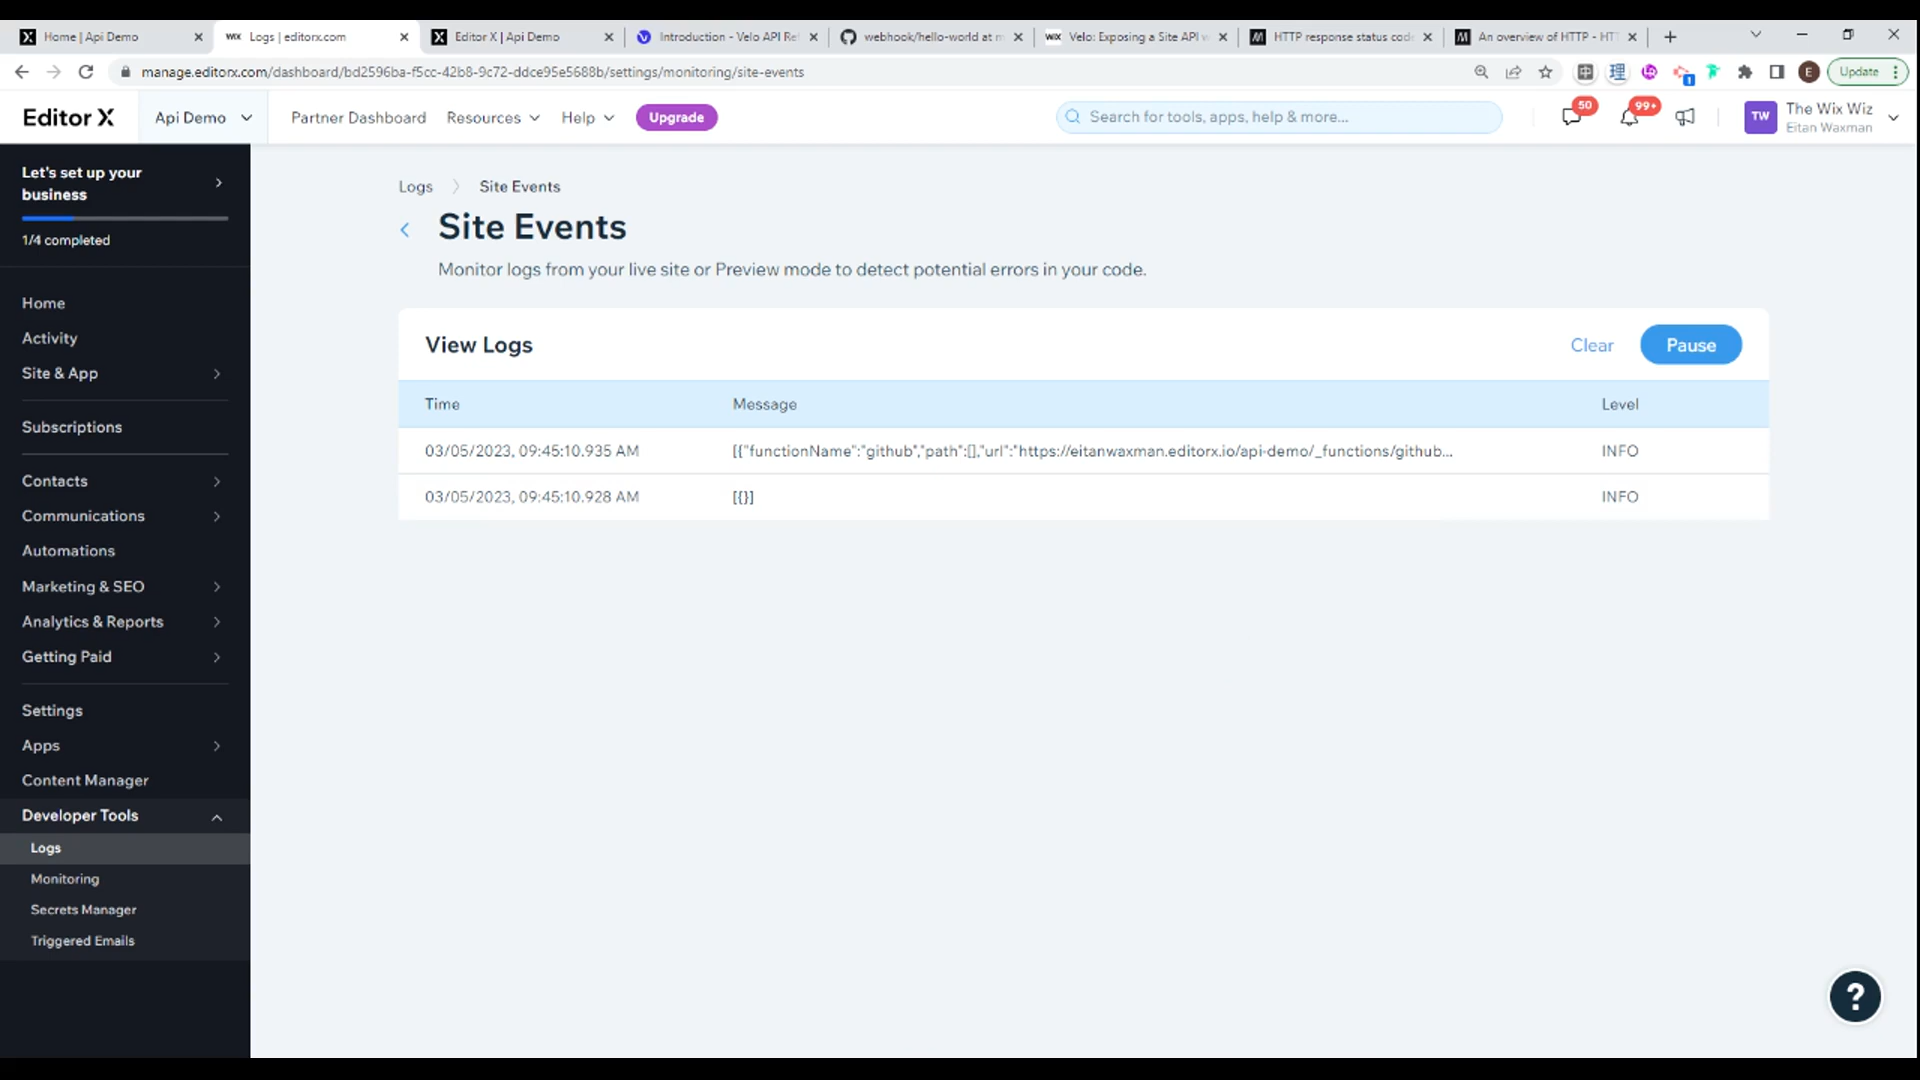 Home | Api Demo
WIX Logs | editorx.com
Editor X | Api Demo
Introduction - Velo API Re
webhook/hello-world at m
WIX Velo: Exposing a Site API w
HTTP response status code
An overview of HTTP - HT
manage.editorx.com/dashboard/bd2596ba-f5cc-42b8-9c72-ddce95e5688b/settings/monitoring/site-events
理
1
E
Update
Editor X
Api Demo
Partner Dashboard
Resources
Help
Upgrade
Search for tools, apps, help & more...
50
99+
TW
The Wix Wiz
Eitan Waxman
Let's set up your
business
1/4 completed
Home
Activity
Site & App
Subscriptions
Contacts
Communications
Automations
Marketing & SEO
Analytics & Reports
Getting Paid
Settings
Apps
Content Manager
Developer Tools
Logs
Monitoring
Secrets Manager
Triggered Emails
Logs
Site Events
Site Events
Monitor logs from your live site or Preview mode to detect potential errors in your code.
View Logs
Clear
Pause
Time Message Level
03/05/2023, 09:45:10.935 AM [{"functionName":"github","path":[],"url":"https://eitanwaxman.editorx.io/api-demo/_functions/github... INFO
03/05/2023, 09:45:10.928 AM [{}] INFO
?